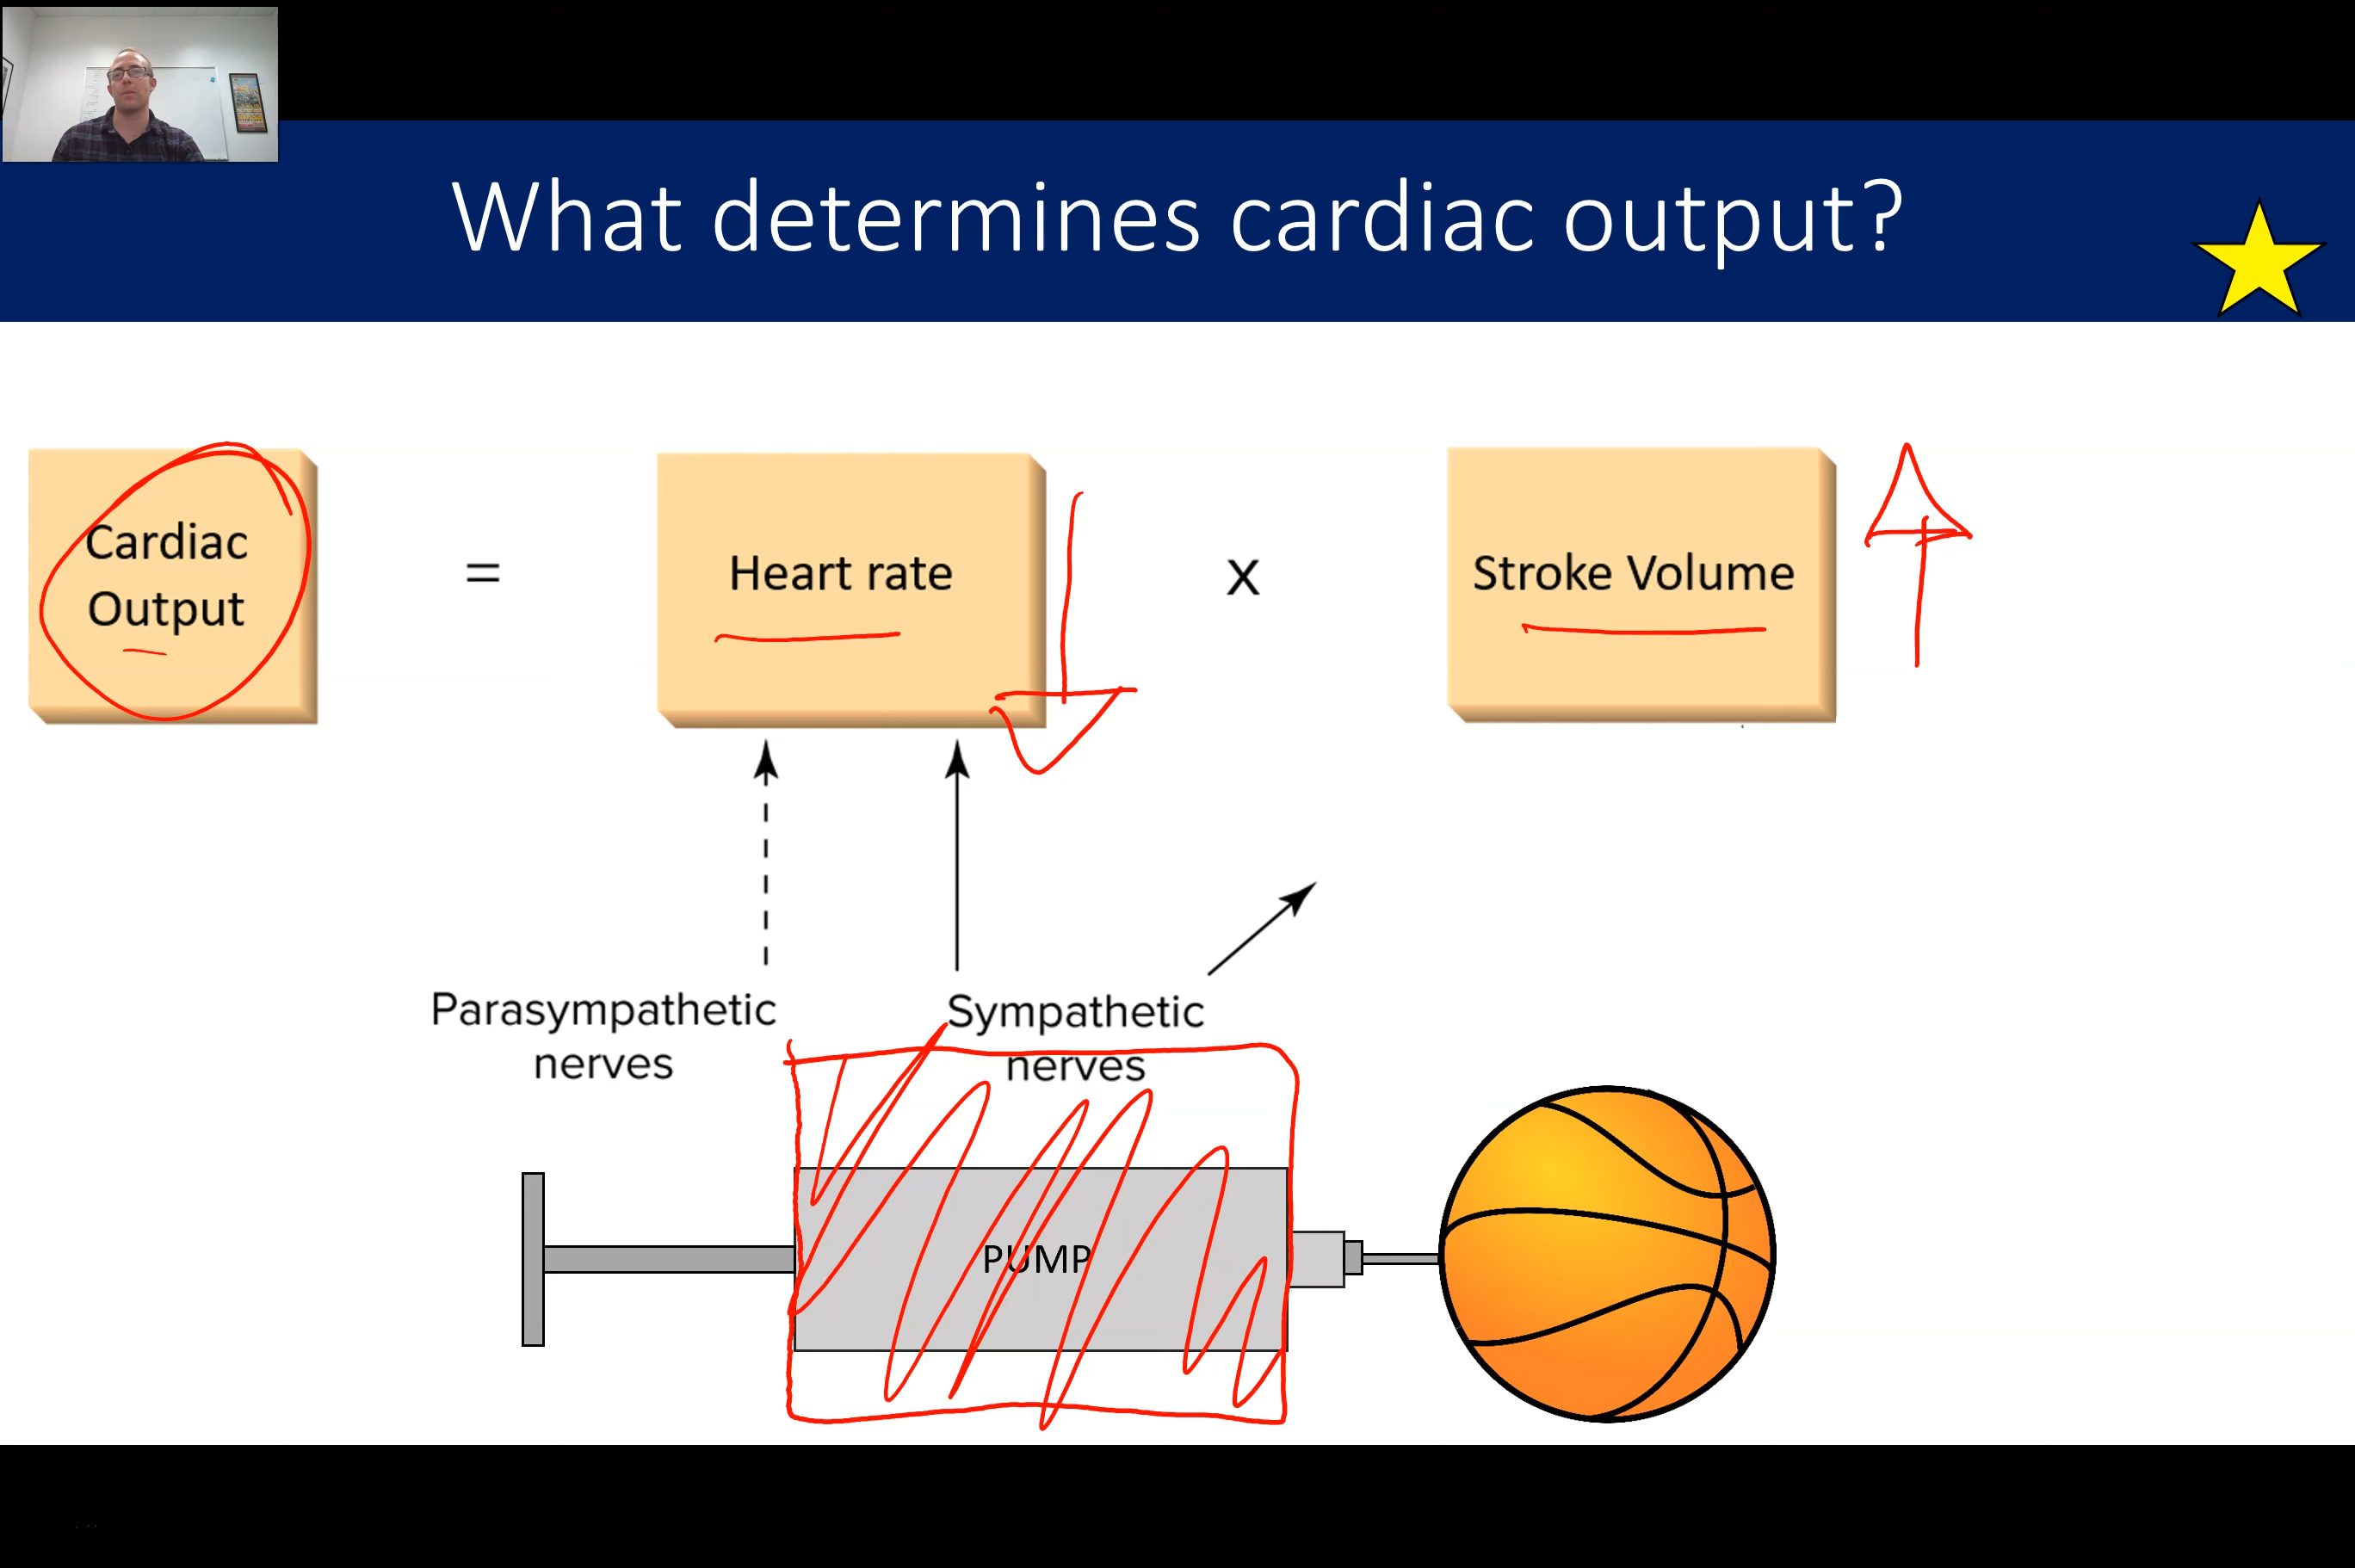 What determines cardiac output?
Cardiac
Output
=
Heart rate
x
Stroke Volume
Parasympathetic
nerves
Sympathetic
nerves
PUMP